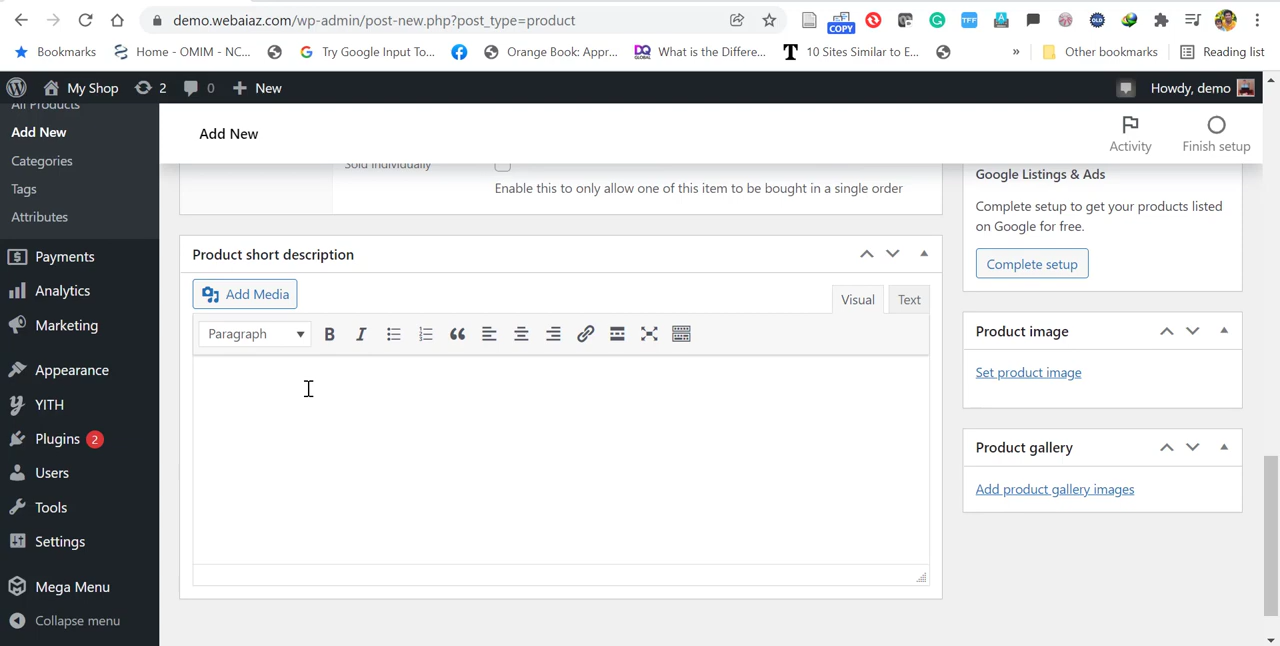 demo.webaiaz.com/wp-admin/post-new.php?post_type=product
COPY
TFF
A
OLD
Bookmarks
Home - OMIM - NC...
Try Google Input To...
Orange Book: Appr...
DQ GLOBAL
What is the Differe...
10 Sites Similar to E...
»
Other bookmarks
Reading list
My Shop
2
0
New
Howdy, demo
All Products
Add New
Categories
Tags
Attributes
Payments
Analytics
Marketing
Appearance
YITH
Plugins 2
Users
Tools
Settings
Mega Menu
Collapse menu
Add New
Activity
Finish setup
Sold individually
Enable this to only allow one of this item to be bought in a single order
Product short description
Add Media
Visual
Text
Paragraph
B
I
Google Listings & Ads
Complete setup to get your products listed
on Google for free.
Complete setup
Product image
Set product image
Product gallery
Add product gallery images